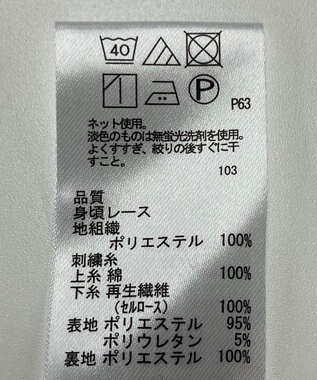 40
P
P63
ネット使用。
淡色のものは無蛍光洗剤を使用。
よくすすぎ、絞りの後すぐに干
すこと。
103
品質
身頃レース
地組織
ポリエステル 100%
刺繍糸
上糸 綿 100%
下糸 再生繊維
(セルロース) 100%
表地 ポリエステル 95%
ポリウレタン 5%
裏地 ポリエステル 100%